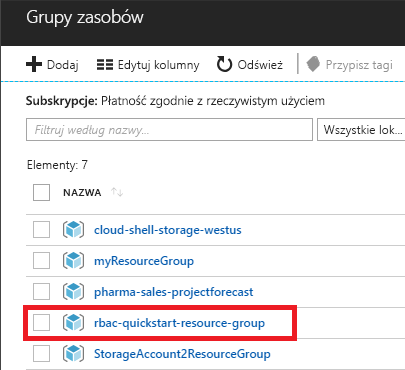 Grupy zasobów
Dodaj Edytuj kolumny Odśwież Przypisz tagi
Subskrypcje: Płatność zgodnie z rzeczywistym użyciem
Filtruj według nazwy... Wszystkie lok...
Elementy: 7
NAZWA
cloud-shell-storage-westus
myResourceGroup
pharma-sales-projectforecast
rbac-quickstart-resource-group
StorageAccount2ResourceGroup